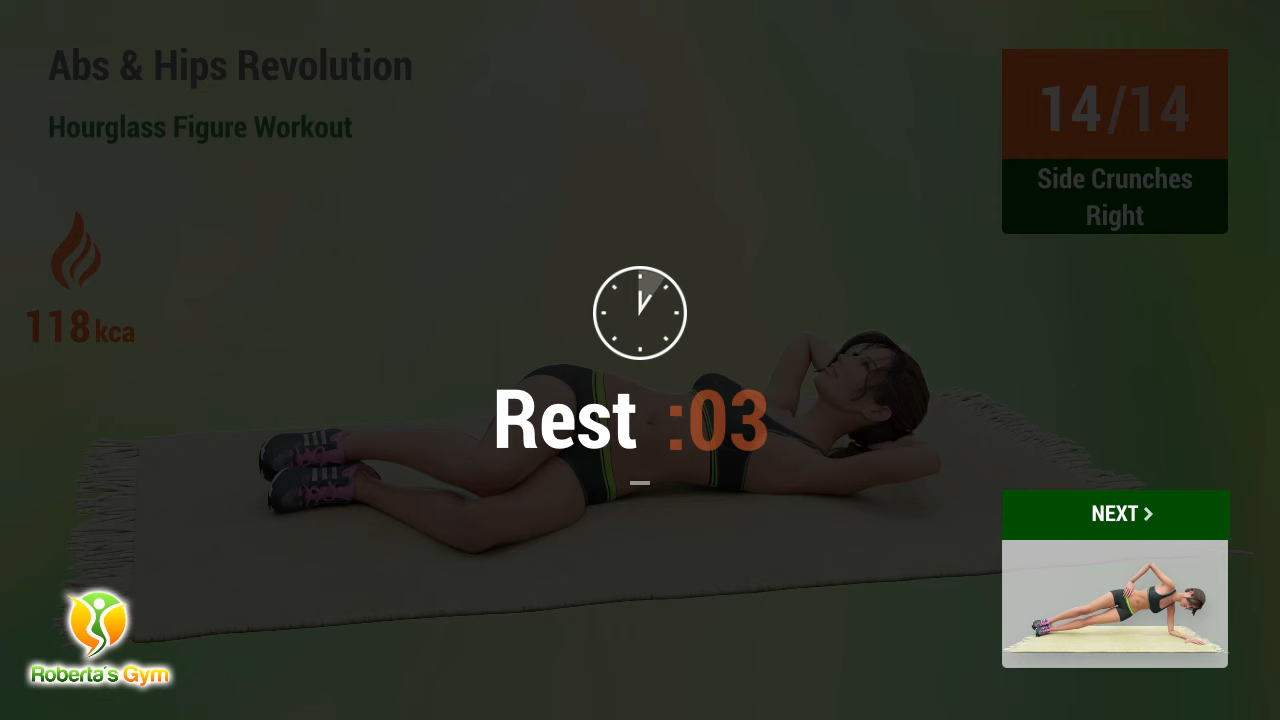 Abs & Hips Revolution
Hourglass Figure Workout
14/14
Side Crunches
Right
118 kca
Rest :03
NEXT >
Roberta's Gym